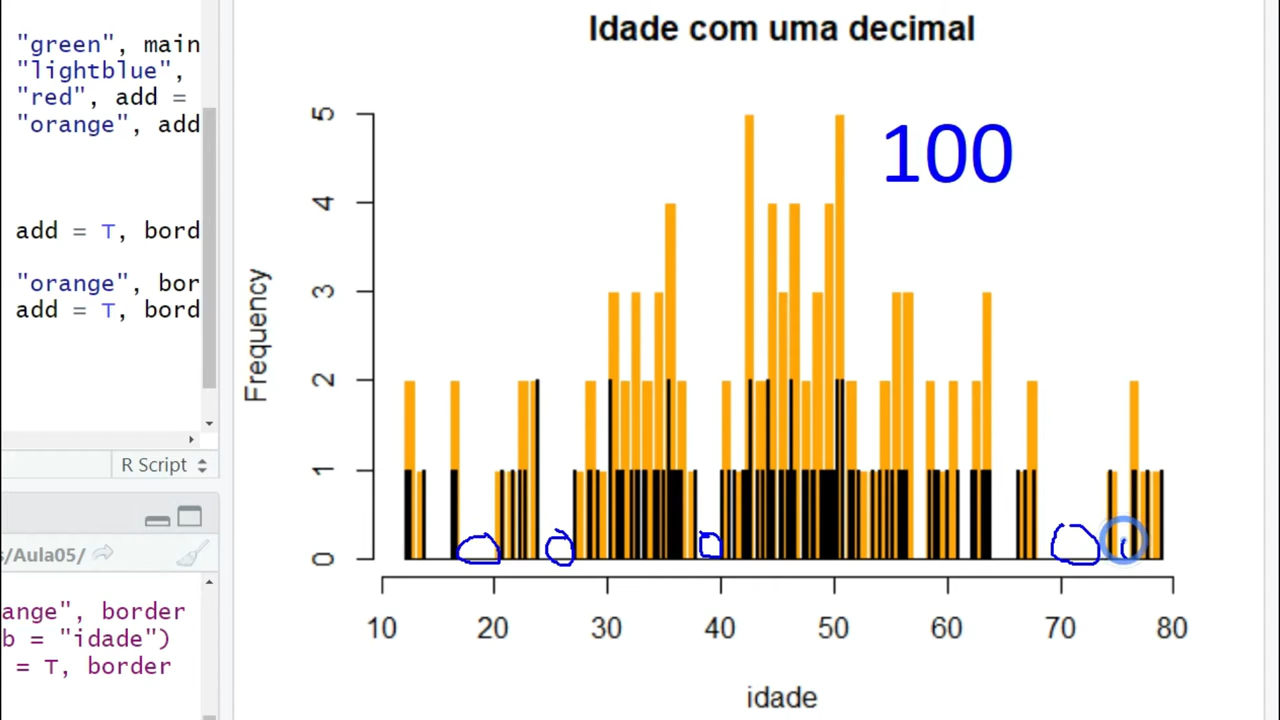 "green", main
"lightblue",
"red", add =
"orange", add
add = T, bord
"orange", bor
add = T, bord
R Script
s/Aula05/
ange", border
b = "idade")
= T, border
Idade com uma decimal
100
Frequency
5
4
3
2
1
0
10 20 30 40 50 60 70 80
idade